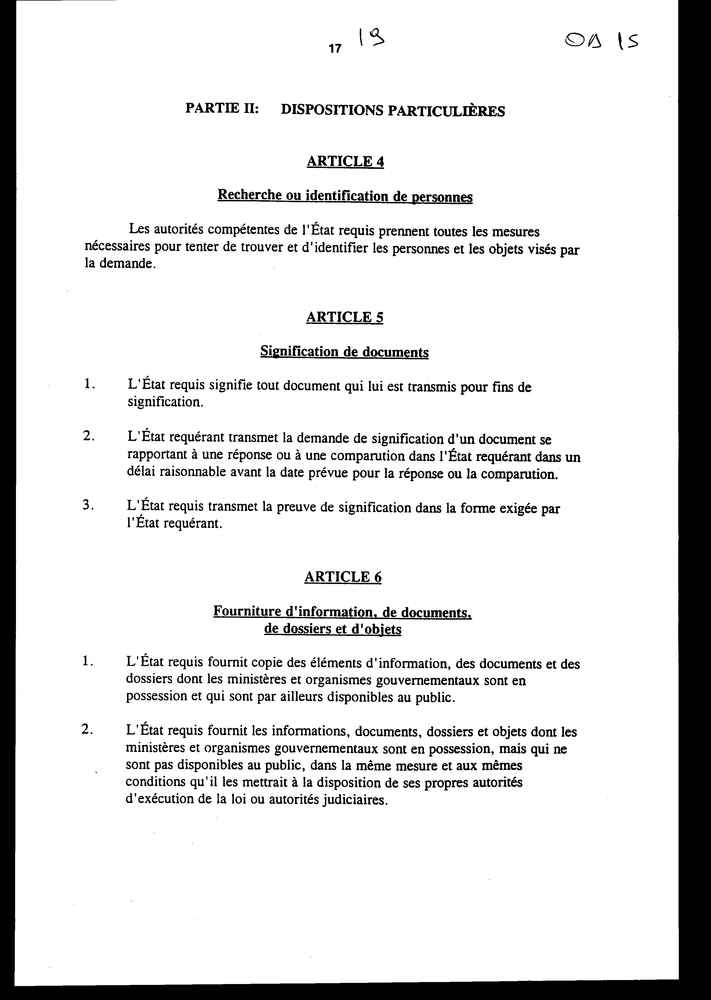 17 19 OA 15
PARTIE II: DISPOSITIONS PARTICULIÈRES
ARTICLE 4
Recherche ou identification de personnes
Les autorités compétentes de l'État requis prennent toutes les mesures
nécessaires pour tenter de trouver et d'identifier les personnes et les objets visés par
la demande.
ARTICLE 5
Signification de documents
1. L'État requis signifie tout document qui lui est transmis pour fins de
signification.
2. L'État requérant transmet la demande de signification d'un document se
rapportant à une réponse ou à une comparution dans l'État requérant dans un
délai raisonnable avant la date prévue pour la réponse ou la comparution.
3. L'État requis transmet la preuve de signification dans la forme exigée par
l'État requérant.
ARTICLE 6
Fourniture d'information, de documents,
de dossiers et d'objets
1. L'État requis fournit copie des éléments d'information, des documents et des
dossiers dont les ministères et organismes gouvernementaux sont en
possession et qui sont par ailleurs disponibles au public.
2. L'État requis fournit les informations, documents, dossiers et objets dont les
ministères et organismes gouvernementaux sont en possession, mais qui ne
sont pas disponibles au public, dans la même mesure et aux mêmes
conditions qu'il les mettrait à la disposition de ses propres autorités
d'exécution de la loi ou autorités judiciaires.